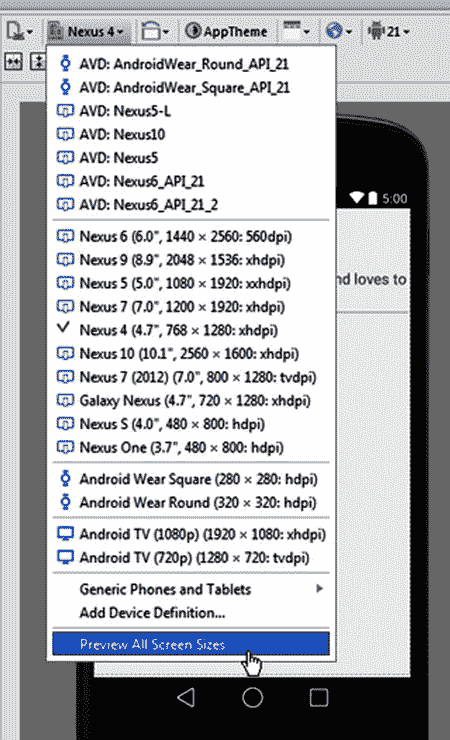 Nexus 4 AppTheme 21
AVD: AndroidWear_Round_API_21
AVD: AndroidWear_Square_API_21
AVD: Nexus5-L
AVD: Nexus10
AVD: Nexus5
AVD: Nexus6_API_21
AVD: Nexus6_API_21_2
5:00
Nexus 6 (6.0", 1440 × 2560: 560dpi)
Nexus 9 (8.9", 2048 × 1536: xhdpi)
Nexus 5 (5.0", 1080 × 1920: xxhdpi)
nd loves to
Nexus 7 (7.0", 1200 × 1920: xhdpi)
Nexus 4 (4.7", 768 × 1280: xhdpi)
Nexus 10 (10.1", 2560 × 1600: xhdpi)
Nexus 7 (2012) (7.0", 800 × 1280: tvdpi)
Galaxy Nexus (4.7", 720 × 1280: xhdpi)
Nexus S (4.0", 480 × 800: hdpi)
Nexus One (3.7", 480 × 800: hdpi)
Android Wear Square (280 × 280: hdpi)
Android Wear Round (320 × 320: hdpi)
Android TV (1080p) (1920 × 1080: xhdpi)
Android TV (720p) (1280 × 720: tvdpi)
Generic Phones and Tablets
Add Device Definition...
Preview All Screen Sizes